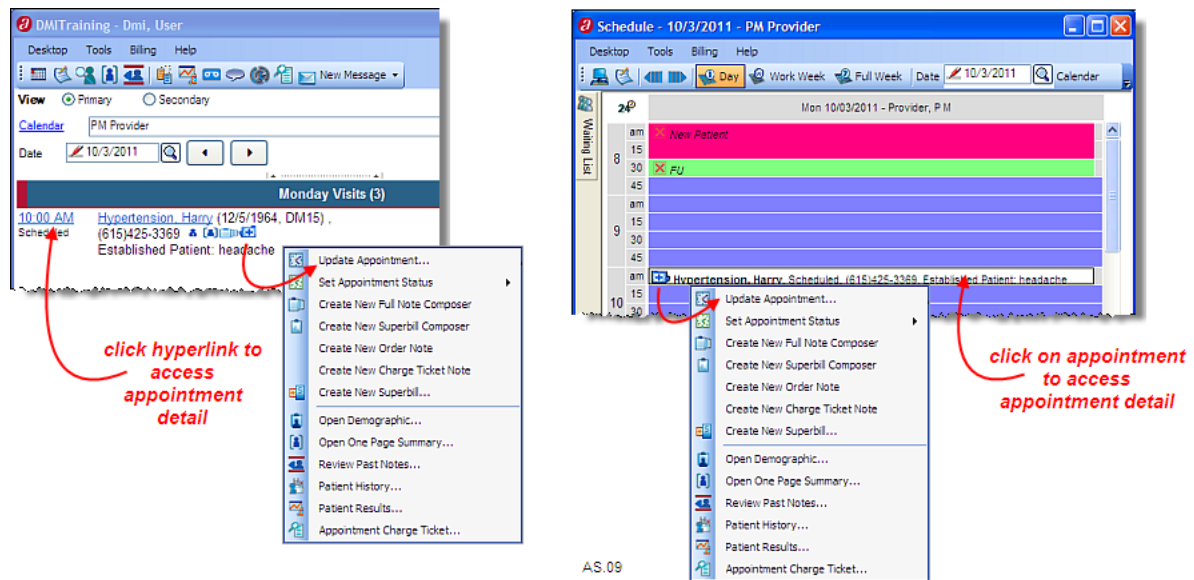 DMITraining - Dmi, User
Desktop Tools Biling Help
New Message
View Primary Secondary
Calendar PM Provider
Date 10/3/2011
Monday Visits (3)
10:00 AM Hypertension, Harry (12/5/1964, DM15) ,
Scheduled (615)425-3369
Established Patient: headache
Update Appointment...
Set Appointment Status
Create New Full Note Composer
Create New Superbill Composer
Create New Order Note
Create New Charge Ticket Note
Create New Superbill...
Open Demographic...
Open One Page Summary...
Review Past Notes...
Patient History...
Patient Results...
Appointment Charge Ticket...
click hyperlink to
access
appointment
detail
Schedule - 10/3/2011 - PM Provider
Desktop Tools Billing Help
Day Work Week Full Week Date 10/3/2011 Calendar
Waiting List
24 Mon 10/03/2011 - Provider, P M
8 am New Patient
15
30 FU
45
9 am
15
30
45
10 am Hypertension, Harry, Scheduled, (615)425-3369, Established Patient: headache
15
30
Update Appointment...
Set Appointment Status
Create New Full Note Composer
Create New Superbill Composer
Create New Order Note
Create New Charge Ticket Note
Create New Superbill...
Open Demographic...
Open One Page Summary...
Review Past Notes...
Patient History...
Patient Results...
Appointment Charge Ticket...
click on appointment
to access
appointment detail
AS.09